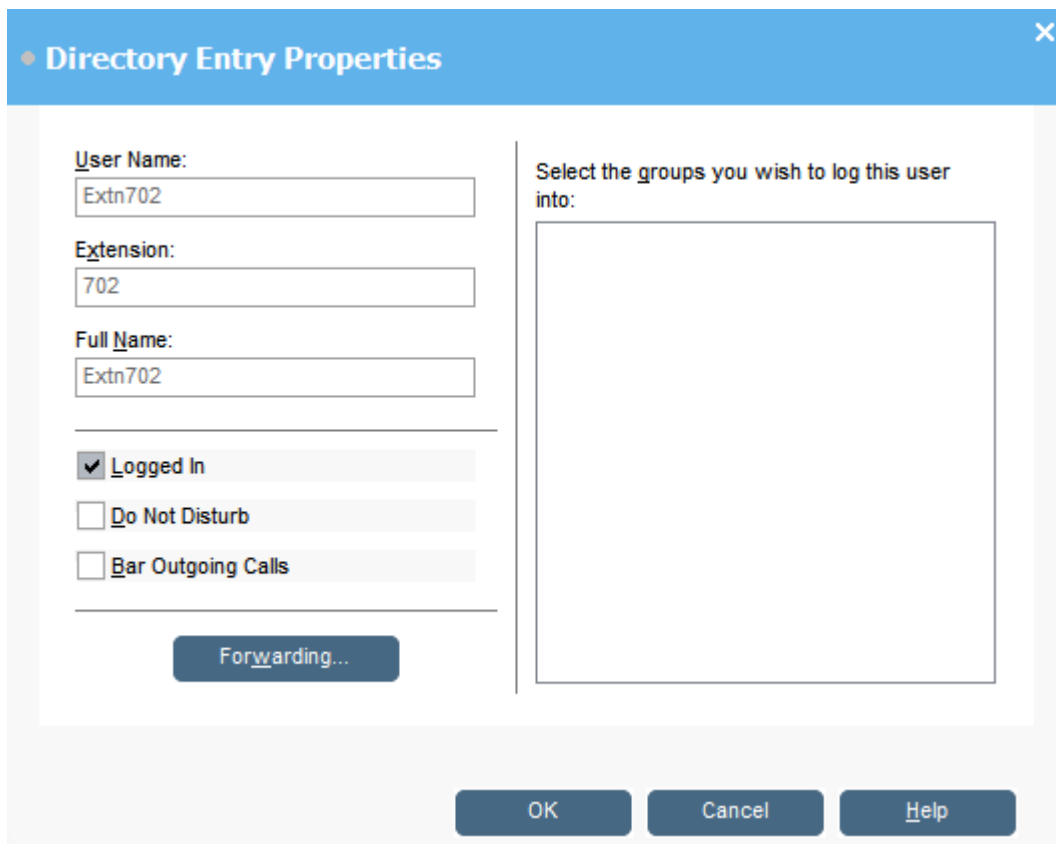 Directory Entry Properties
User Name:
Extn702
Extension:
702
Full Name:
Extn702
Logged In
Do Not Disturb
Bar Outgoing Calls
Forwarding...
Select the groups you wish to log this user
into:
OK
Cancel
Help